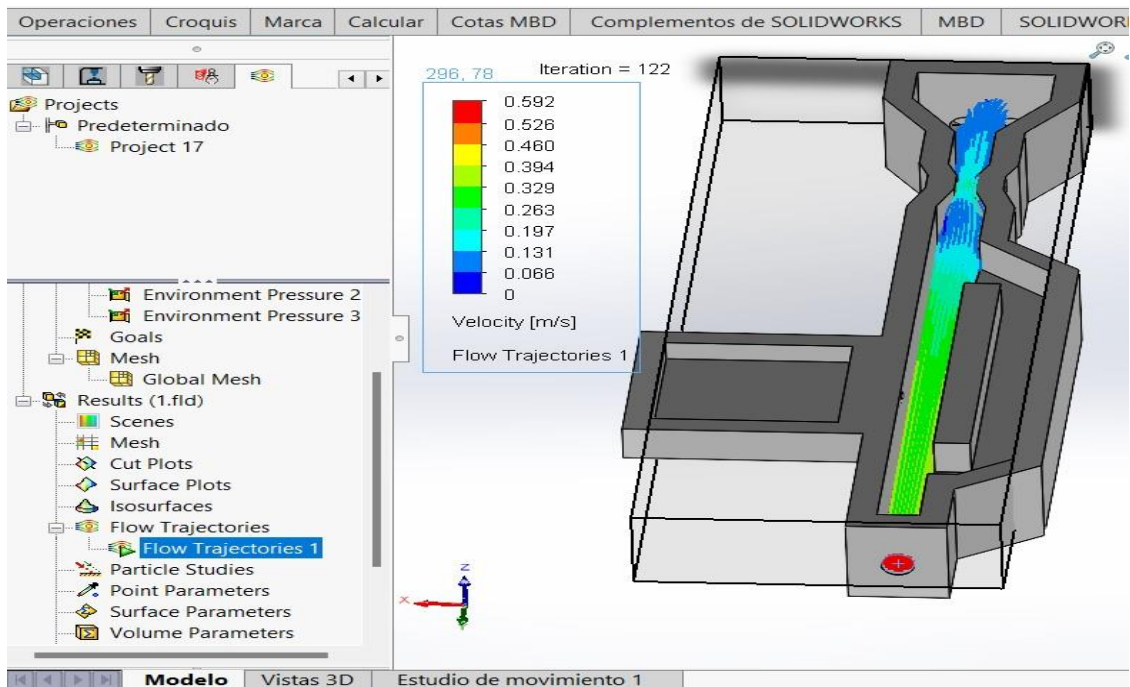 Operaciones Croquis Marca Calcular Cotas MBD Complementos de SOLIDWORKS MBD SOLIDWOR
Projects
Predeterminado
Project 17
Environment Pressure 2
Environment Pressure 3
Goals
Mesh
Global Mesh
Results (1.fld)
Scenes
Mesh
Cut Plots
Surface Plots
Isosurfaces
Flow Trajectories
Flow Trajectories 1
Particle Studies
Point Parameters
Surface Parameters
Volume Parameters
296, 78 Iteration = 122
0.592
0.526
0.460
0.394
0.329
0.263
0.197
0.131
0.066
0
Velocity [m/s]
Flow Trajectories 1
z
x
Modelo Vistas 3D Estudio de movimiento 1